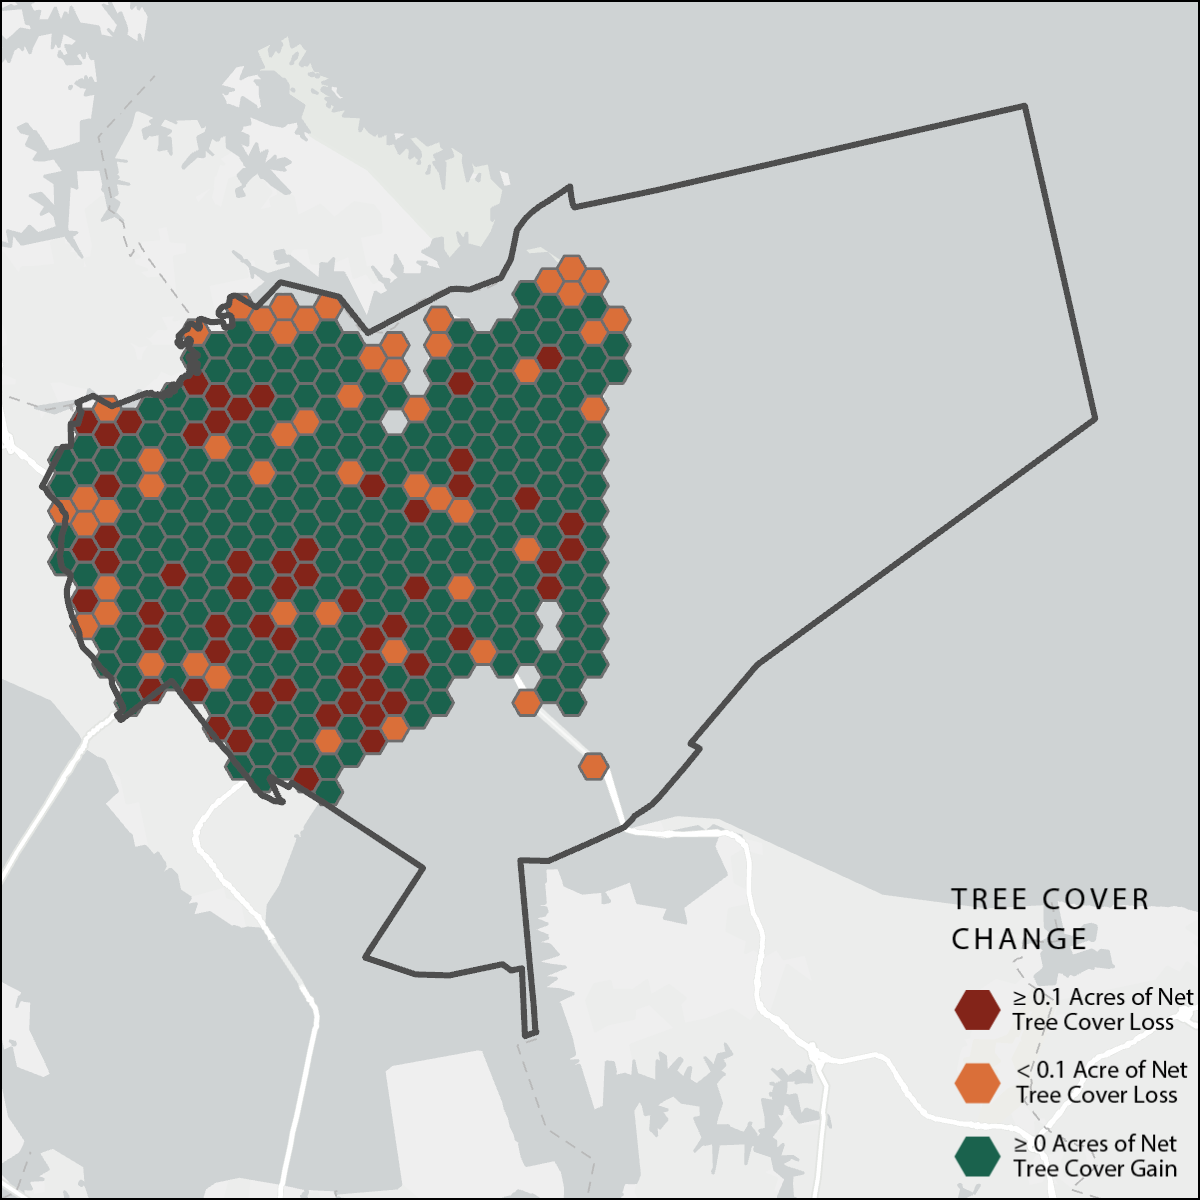 TREE COVER
CHANGE
≥ 0.1 Acres of Net
Tree Cover Loss
< 0.1 Acre of Net
Tree Cover Loss
≥ 0 Acres of Net
Tree Cover Gain